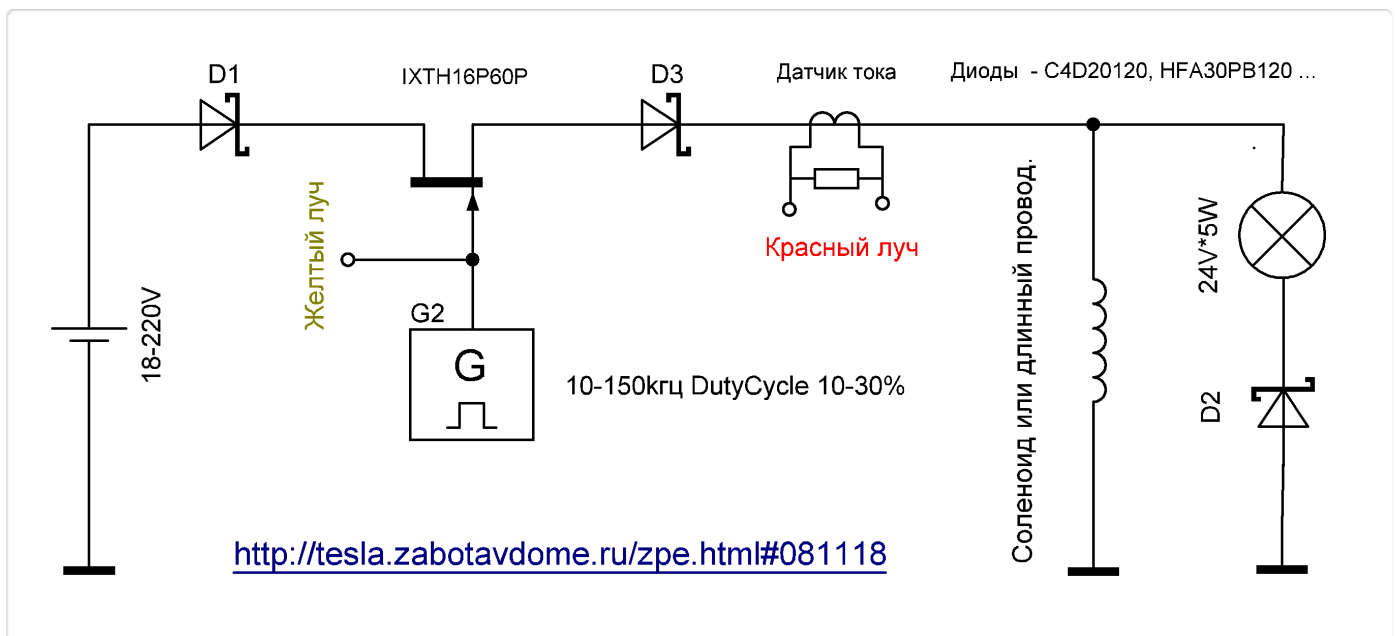 D1
IXTH16P60P
D3
Датчик тока
Диоды - C4D20120, HFA30PB120 ...
Желтый луч
Красный луч
18-220V
G2
G
10-150kгц DutyCycle 10-30%
Соленоид или длинный провод.
24V*5W
D2
http://tesla.zabotavdome.ru/zpe.html#081118